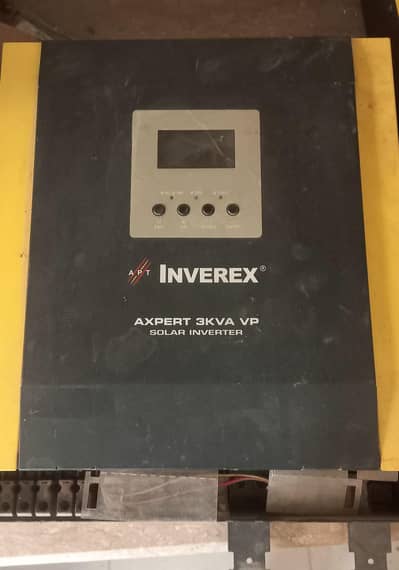 APT INVEREX®
AXPERT 3KVA VP
SOLAR INVERTER